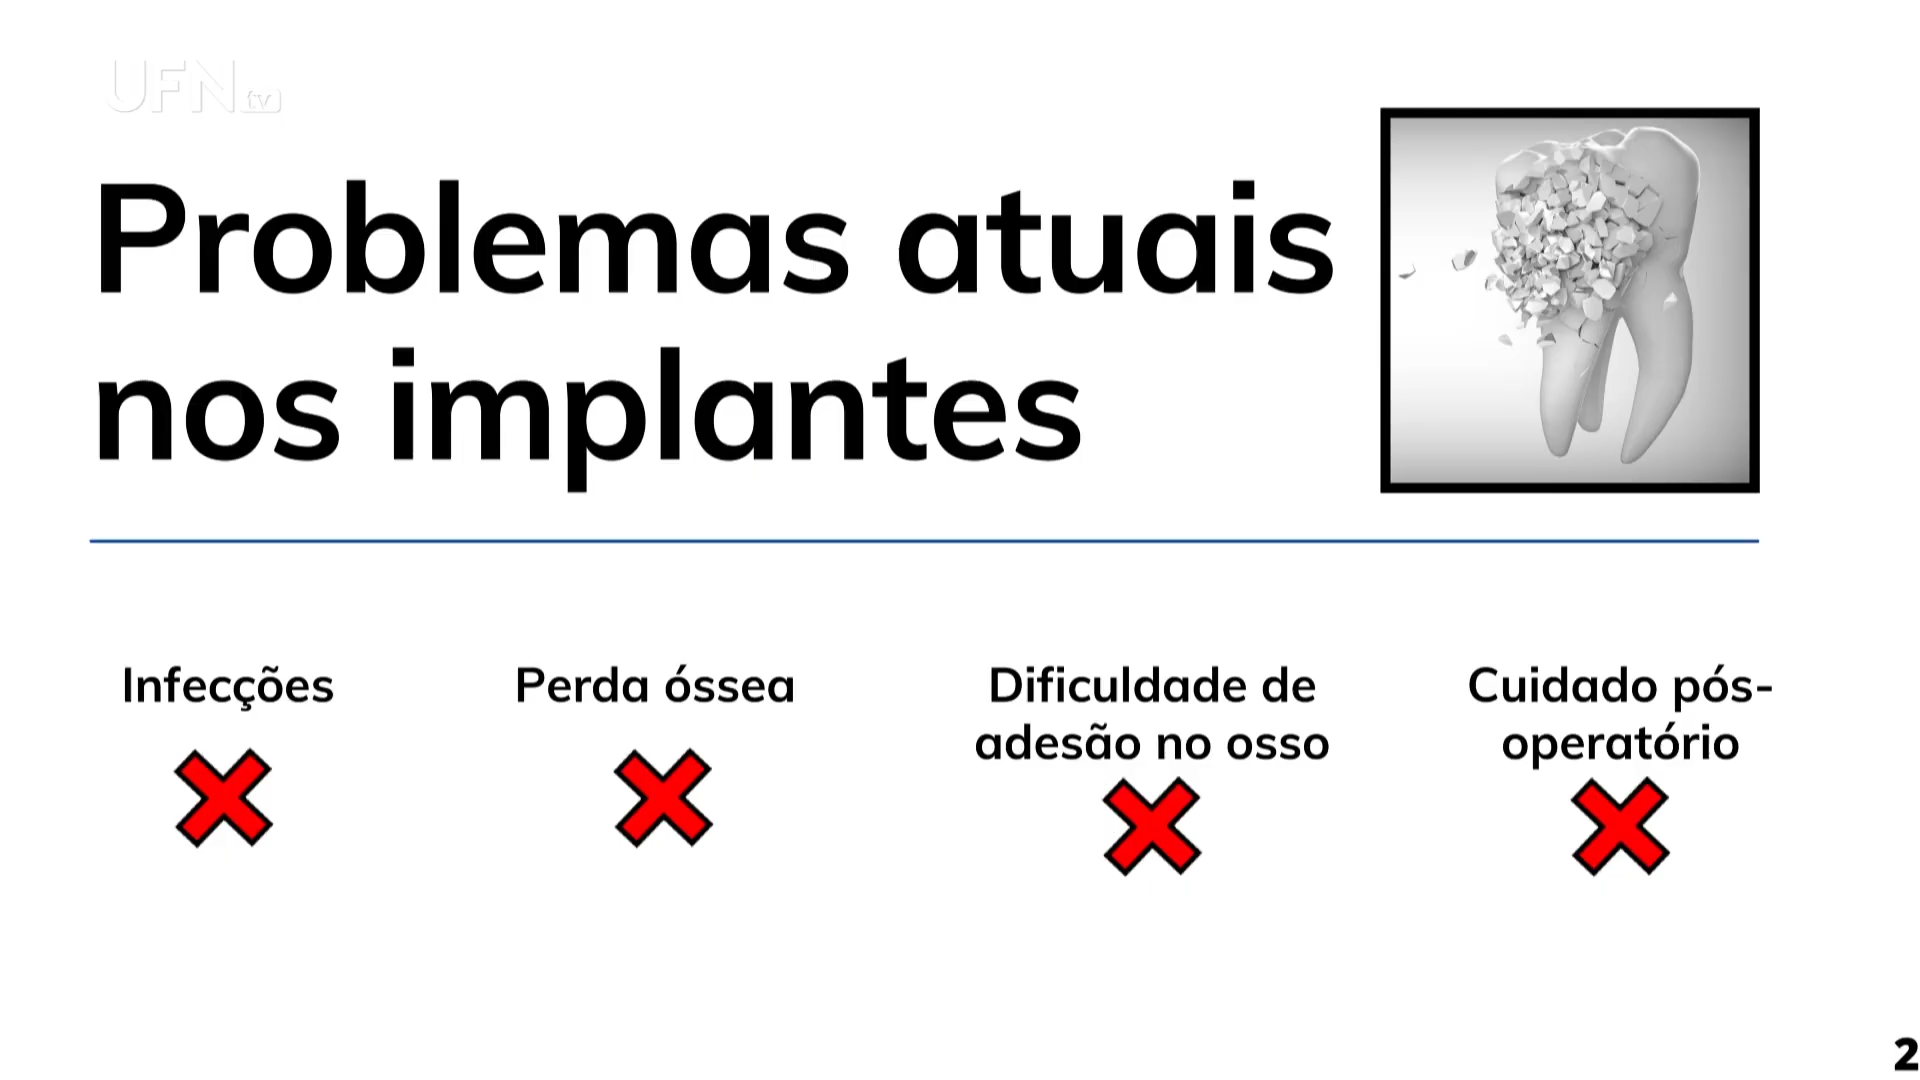 UFN tv
Problemas atuais
nos implantes
Infecções
Perda óssea
Dificuldade de
adesão no osso
Cuidado pós-
operatório
2